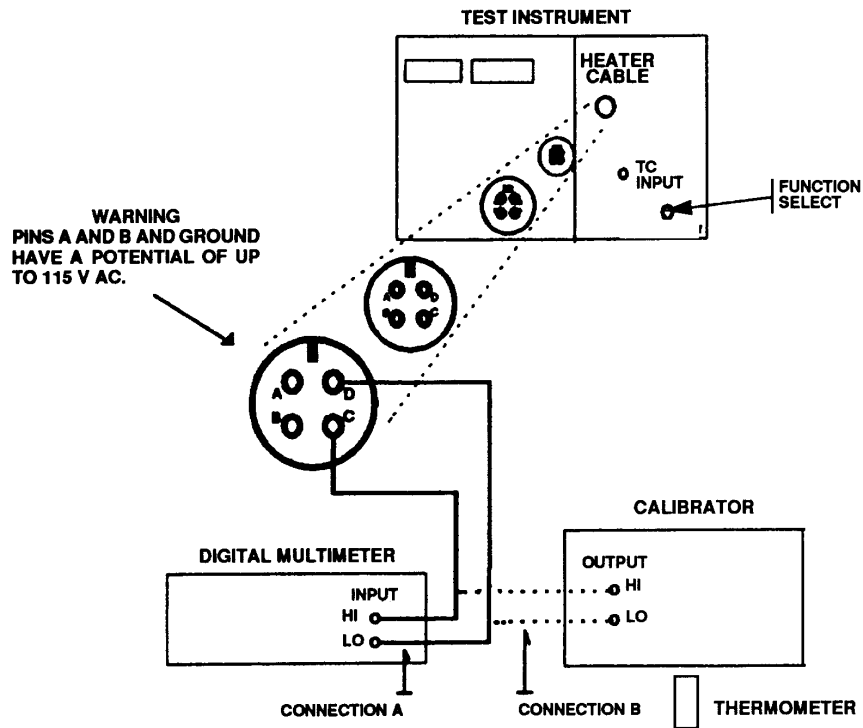 TEST INSTRUMENT
HEATER
CABLE
TC
INPUT
FUNCTION
SELECT
WARNING
PINS A AND B AND GROUND
HAVE A POTENTIAL OF UP
TO 115 V AC.
A
D
B
C
A
D
B
C
CALIBRATOR
DIGITAL MULTIMETER
OUTPUT
HI
LO
INPUT
HI
LO
CONNECTION A
CONNECTION B
THERMOMETER